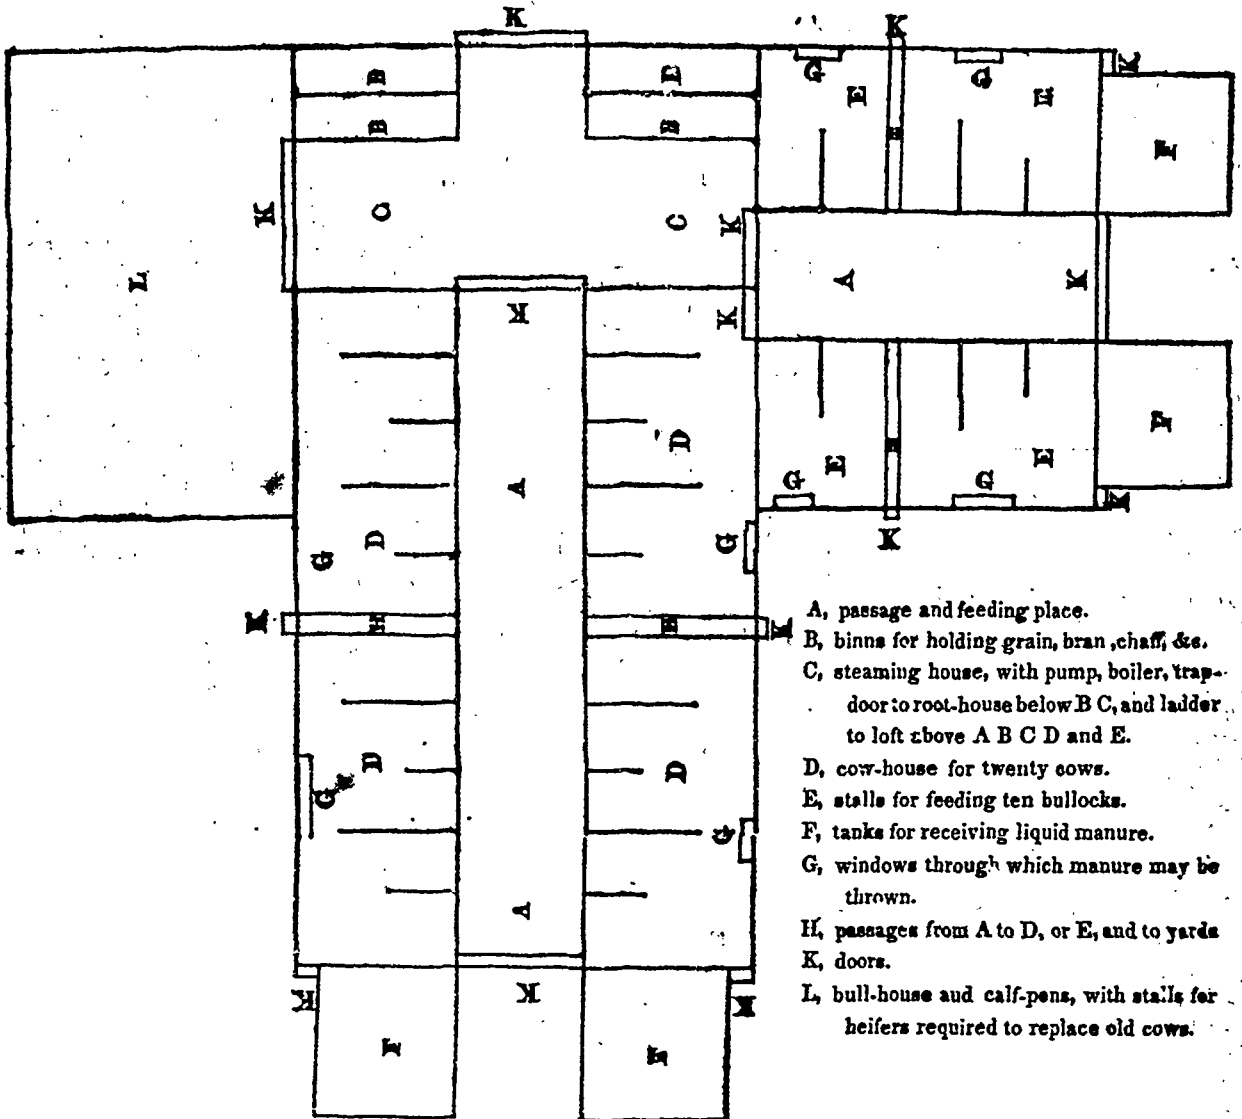 K
K
K
B
B
B
G
G
E
E
F
B
B
K
C
C
K
A
K
L
K
K
A
D
F
E
E
G
G
K
G
D
G
K
K
H
H
K
D
D
G
G
A
K
K
K
F
F
A, passage and feeding place.
B, binns for holding grain, bran ,chaff, &c.
C, steaming house, with pump, boiler, trap-
door to root-house below B C, and ladder
to loft above A B C D and E.
D, cow-house for twenty cows.
E, stalls for feeding ten bullocks.
F, tanks for receiving liquid manure.
G, windows through which manure may be
thrown.
H, passages from A to D, or E, and to yards
K, doors.
L, bull-house aud calf-pens, with stalls for
heifers required to replace old cows.